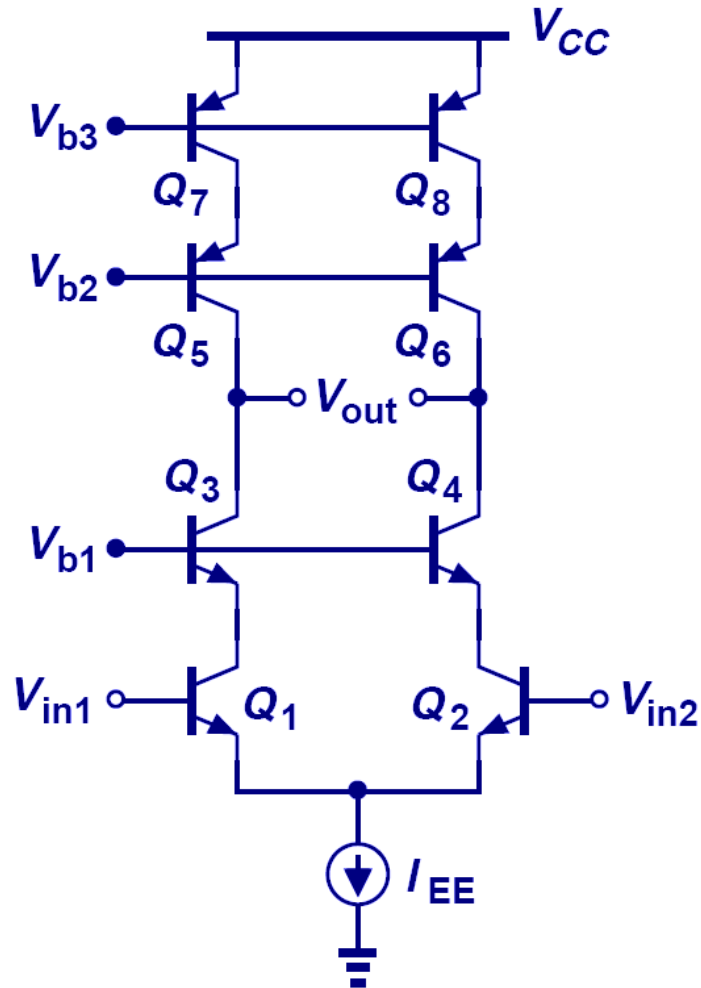 VCC
Vb3
Q7 Q8
Vb2
Q5 Q6
Vout
Q3 Q4
Vb1
Vin1 Q1 Q2 Vin2
IEE